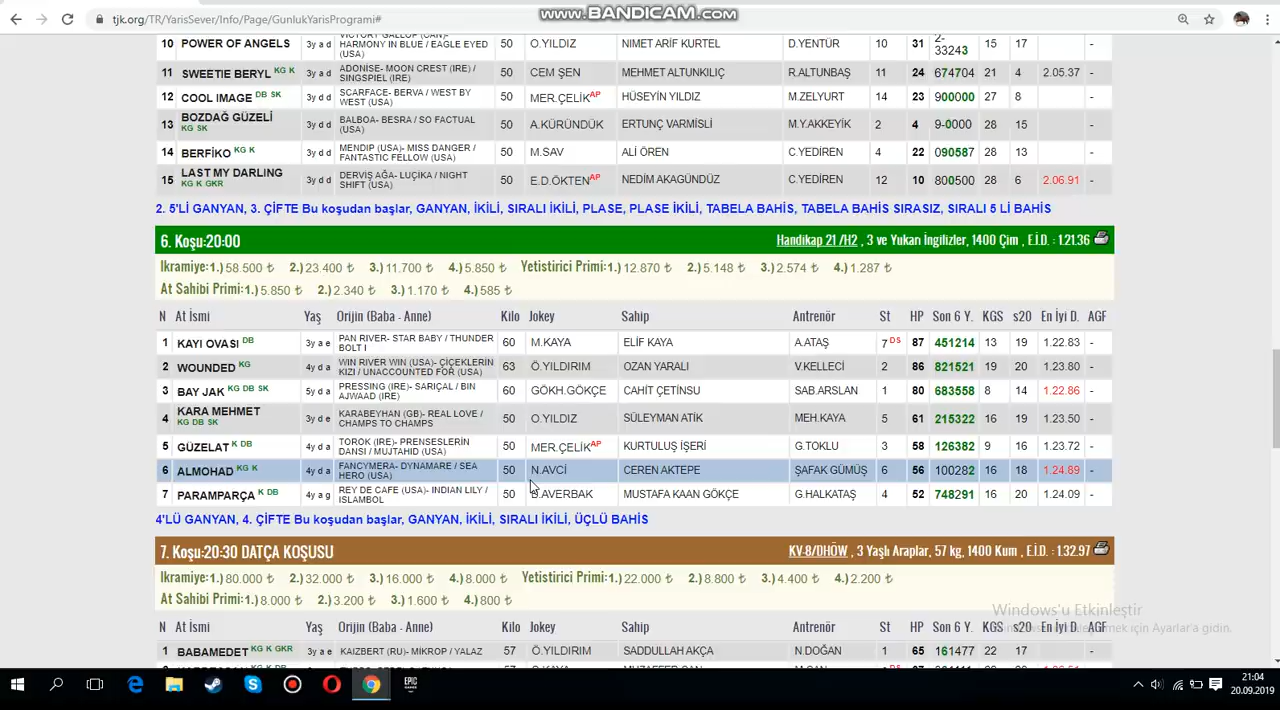 tjk.org/TR/YarisSever/Info/Page/GunlukYarisProgrami#
www.BANDICAM.com
10 POWER OF ANGELS 3y a d VICTORY GALLOP (CAN)- HARMONY IN BLUE / EAGLE EYED (USA) 50 O.YILDIZ NIMET ARİF KURTEL D.YENTÜR 10 31 2-33243 15 17 -
11 SWEETIE BERYL KG K 3y a d ADONİSE- MOON CREST (IRE) / SINGSPIEL (IRE) 50 CEM ŞEN MEHMET ALTUNKILIÇ R.ALTUNBAŞ 11 24 674704 21 4 2.05.37 -
12 COOL IMAGE DB SK 3y d d SCARFACE- BERVA / WEST BY WEST (USA) 50 MER.ÇELİK AP HÜSEYİN YILDIZ M.ZELYURT 14 23 900000 27 8 -
13 BOZDAĞ GÜZELİ KG SK 3y d d BALBOA- BESRA / SO FACTUAL (USA) 50 A.KÜRÜNDÜK ERTUNÇ VARMİSLİ M.Y.AKKEYİK 2 4 9-0000 28 15 -
14 BERFİKO KG K 3y d d MENDIP (USA)- MISS DANGER / FANTASTIC FELLOW (USA) 50 M.SAV ALİ ÖREN C.YEDİREN 4 22 090587 28 13 -
15 LAST MY DARLING KG K GKR 3y d d DERVİŞ AĞA- LUÇİKA / NIGHT SHIFT (USA) 50 E.D.ÖKTEN AP NEDİM AKAGÜNDÜZ C.YEDİREN 12 10 800500 28 6 2.06.91 -
2. 5'Lİ GANYAN, 3. ÇİFTE Bu koşudan başlar, GANYAN, İKİLİ, SIRALI İKİLİ, PLASE, PLASE İKİLİ, TABELA BAHİS, TABELA BAHİS SIRASIZ, SIRALI 5 Lİ BAHİS
6. Koşu:20:00 Handikap 21 /H2 , 3 ve Yukarı İngilizler, 1400 Çim , E.İ.D. : 1.21.36
Ikramiye:1.) 58.500 ₺ 2.) 23.400 ₺ 3.) 11.700 ₺ 4.) 5.850 ₺ Yetistirici Primi:1.) 12.870 ₺ 2.) 5.148 ₺ 3.) 2.574 ₺ 4.) 1.287 ₺
At Sahibi Primi:1.) 5.850 ₺ 2.) 2.340 ₺ 3.) 1.170 ₺ 4.) 585 ₺
N At İsmi Yaş Orijin (Baba - Anne) Kilo Jokey Sahip Antrenör St HP Son 6 Y. KGS s20 En İyi D. AGF
1 KAYI OVASI DB 3y a e PAN RIVER- STAR BABY / THUNDER BOLT I 60 M.KAYA ELİF KAYA A.ATAŞ 7 DS 87 451214 13 19 1.22.83 -
2 WOUNDED KG 4y d a WIN RIVER WIN (USA)- ÇİÇEKLERİN KIZI / UNACCOUNTED FOR (USA) 63 Ö.YILDIRIM OZAN YARALI V.KELLECİ 2 86 821521 19 20 1.23.80 -
3 BAY JAK KG DB SK 5y d a PRESSING (IRE)- SARIÇAL / BIN AJWAAD (IRE) 60 GÖKH.GÖKÇE CAHİT ÇETİNSU SAB.ARSLAN 1 80 683558 8 14 1.22.86 -
4 KARA MEHMET KG DB SK 3y d e KARABEYHAN (GB)- REAL LOVE / CHAMPS TO CHAMPS 50 O.YILDIZ SÜLEYMAN ATİK MEH.KAYA 5 61 215322 16 19 1.23.50 -
5 GÜZELAT K DB 4y d a TOROK (IRE)- PRENSESLERİN DANSI / MUJTAHID (USA) 50 MER.ÇELİK AP KURTULUŞ İŞERİ G.TOKLU 3 58 126382 9 16 1.23.72 -
6 ALMOHAD KG K 4y d a FANCYMERA- DYNAMARE / SEA HERO (USA) 50 N.AVCİ CEREN AKTEPE ŞAFAK GÜMÜŞ 6 56 100282 16 18 1.24.89 -
7 PARAMPARÇA K DB 4y a g REY DE CAFE (USA)- INDIAN LILY / ISLAMBOL 50 AVERBAK MUSTAFA KAAN GÖKÇE G.HALKATAŞ 4 52 748291 16 20 1.24.09 -
4'LÜ GANYAN, 4. ÇİFTE Bu koşudan başlar, GANYAN, İKİLİ, SIRALI İKİLİ, ÜÇLÜ BAHİS
7. Koşu:20:30 DATÇA KOŞUSU KV-8/DHÖW , 3 Yaşlı Araplar, 57 kg, 1400 Kum , E.İ.D. : 1.32.97
Ikramiye:1.) 80.000 ₺ 2.) 32.000 ₺ 3.) 16.000 ₺ 4.) 8.000 ₺ Yetistirici Primi:1.) 22.000 ₺ 2.) 8.800 ₺ 3.) 4.400 ₺ 4.) 2.200 ₺
At Sahibi Primi:1.) 8.000 ₺ 2.) 3.200 ₺ 3.) 1.600 ₺ 4.) 800 ₺
Windows'u Etkinleştir
için Ayarlar'a gidin.
N At İsmi Yaş Orijin (Baba - Anne) Kilo Jokey Sahip Antrenör St HP Son 6 Y. KGS s20 En İyi D. AGF
1 BABAMEDET KG K GKR 3y a e KAIZBERT (RU)- MİKROP / YALAZ 57 Ö.YILDIRIM SADDULLAH AKÇA N.DOĞAN 1 65 161477 22 17 -
EPIC GAMES
21:04
20.09.2019